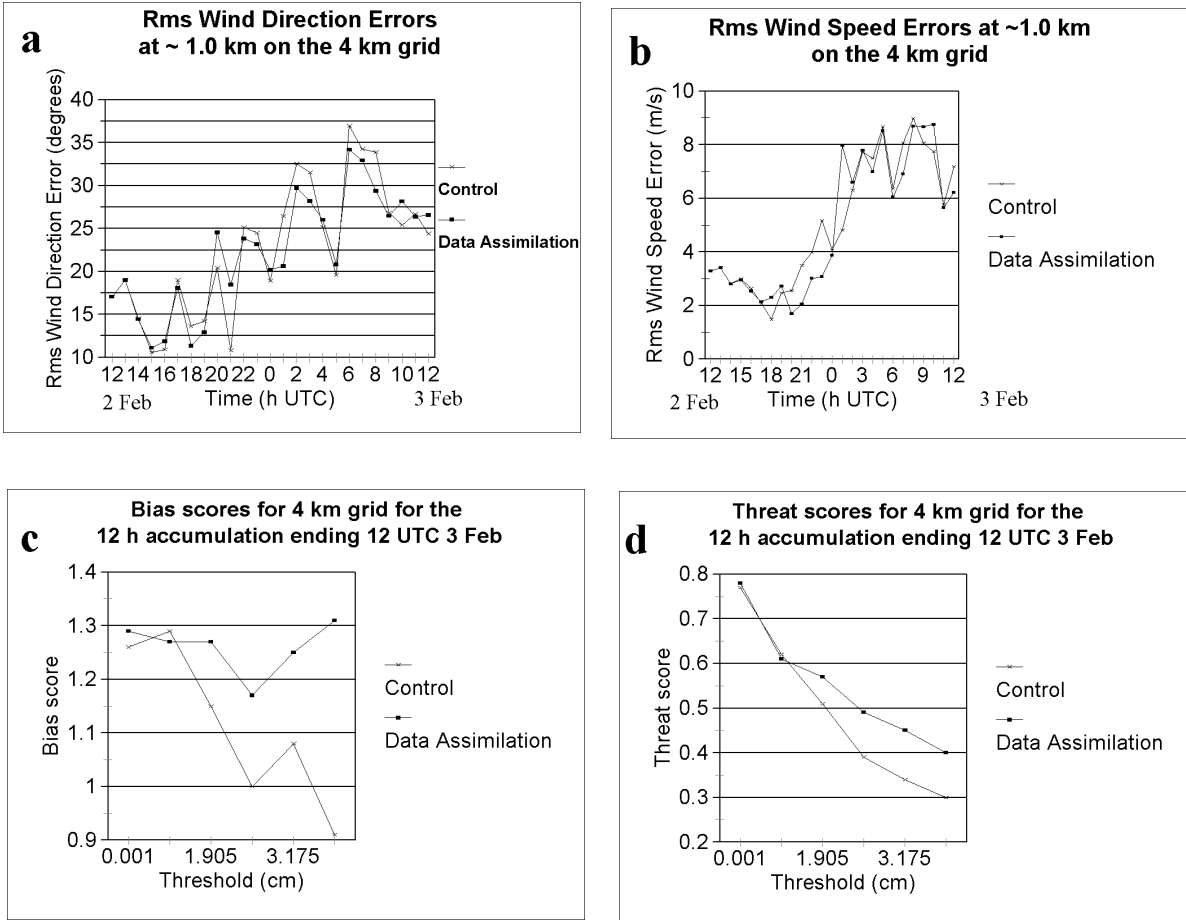 a
Rms Wind Direction Errors
at ~ 1.0 km on the 4 km grid
Rms Wind Direction Error (degrees)
40
35
30
25
20
15
10
12 14 16 18 20 22 0 2 4 6 8 10 12
2 Feb
Time (h UTC)
3 Feb
Control
Data Assimilation
b
Rms Wind Speed Errors at ~1.0 km
on the 4 km grid
Rms Wind Speed Error (m/s)
10
8
6
4
2
0
12 15 18 21 0 3 6 9 12
2 Feb
Time (h UTC)
3 Feb
Control
Data Assimilation
c
Bias scores for 4 km grid for the
12 h accumulation ending 12 UTC 3 Feb
Bias score
1.4
1.3
1.2
1.1
1
0.9
0.001 1.905 3.175
Threshold (cm)
Control
Data Assimilation
d
Threat scores for 4 km grid for the
12 h accumulation ending 12 UTC 3 Feb
Threat score
0.8
0.7
0.6
0.5
0.4
0.3
0.2
0.001 1.905 3.175
Threshold (cm)
Control
Data Assimilation